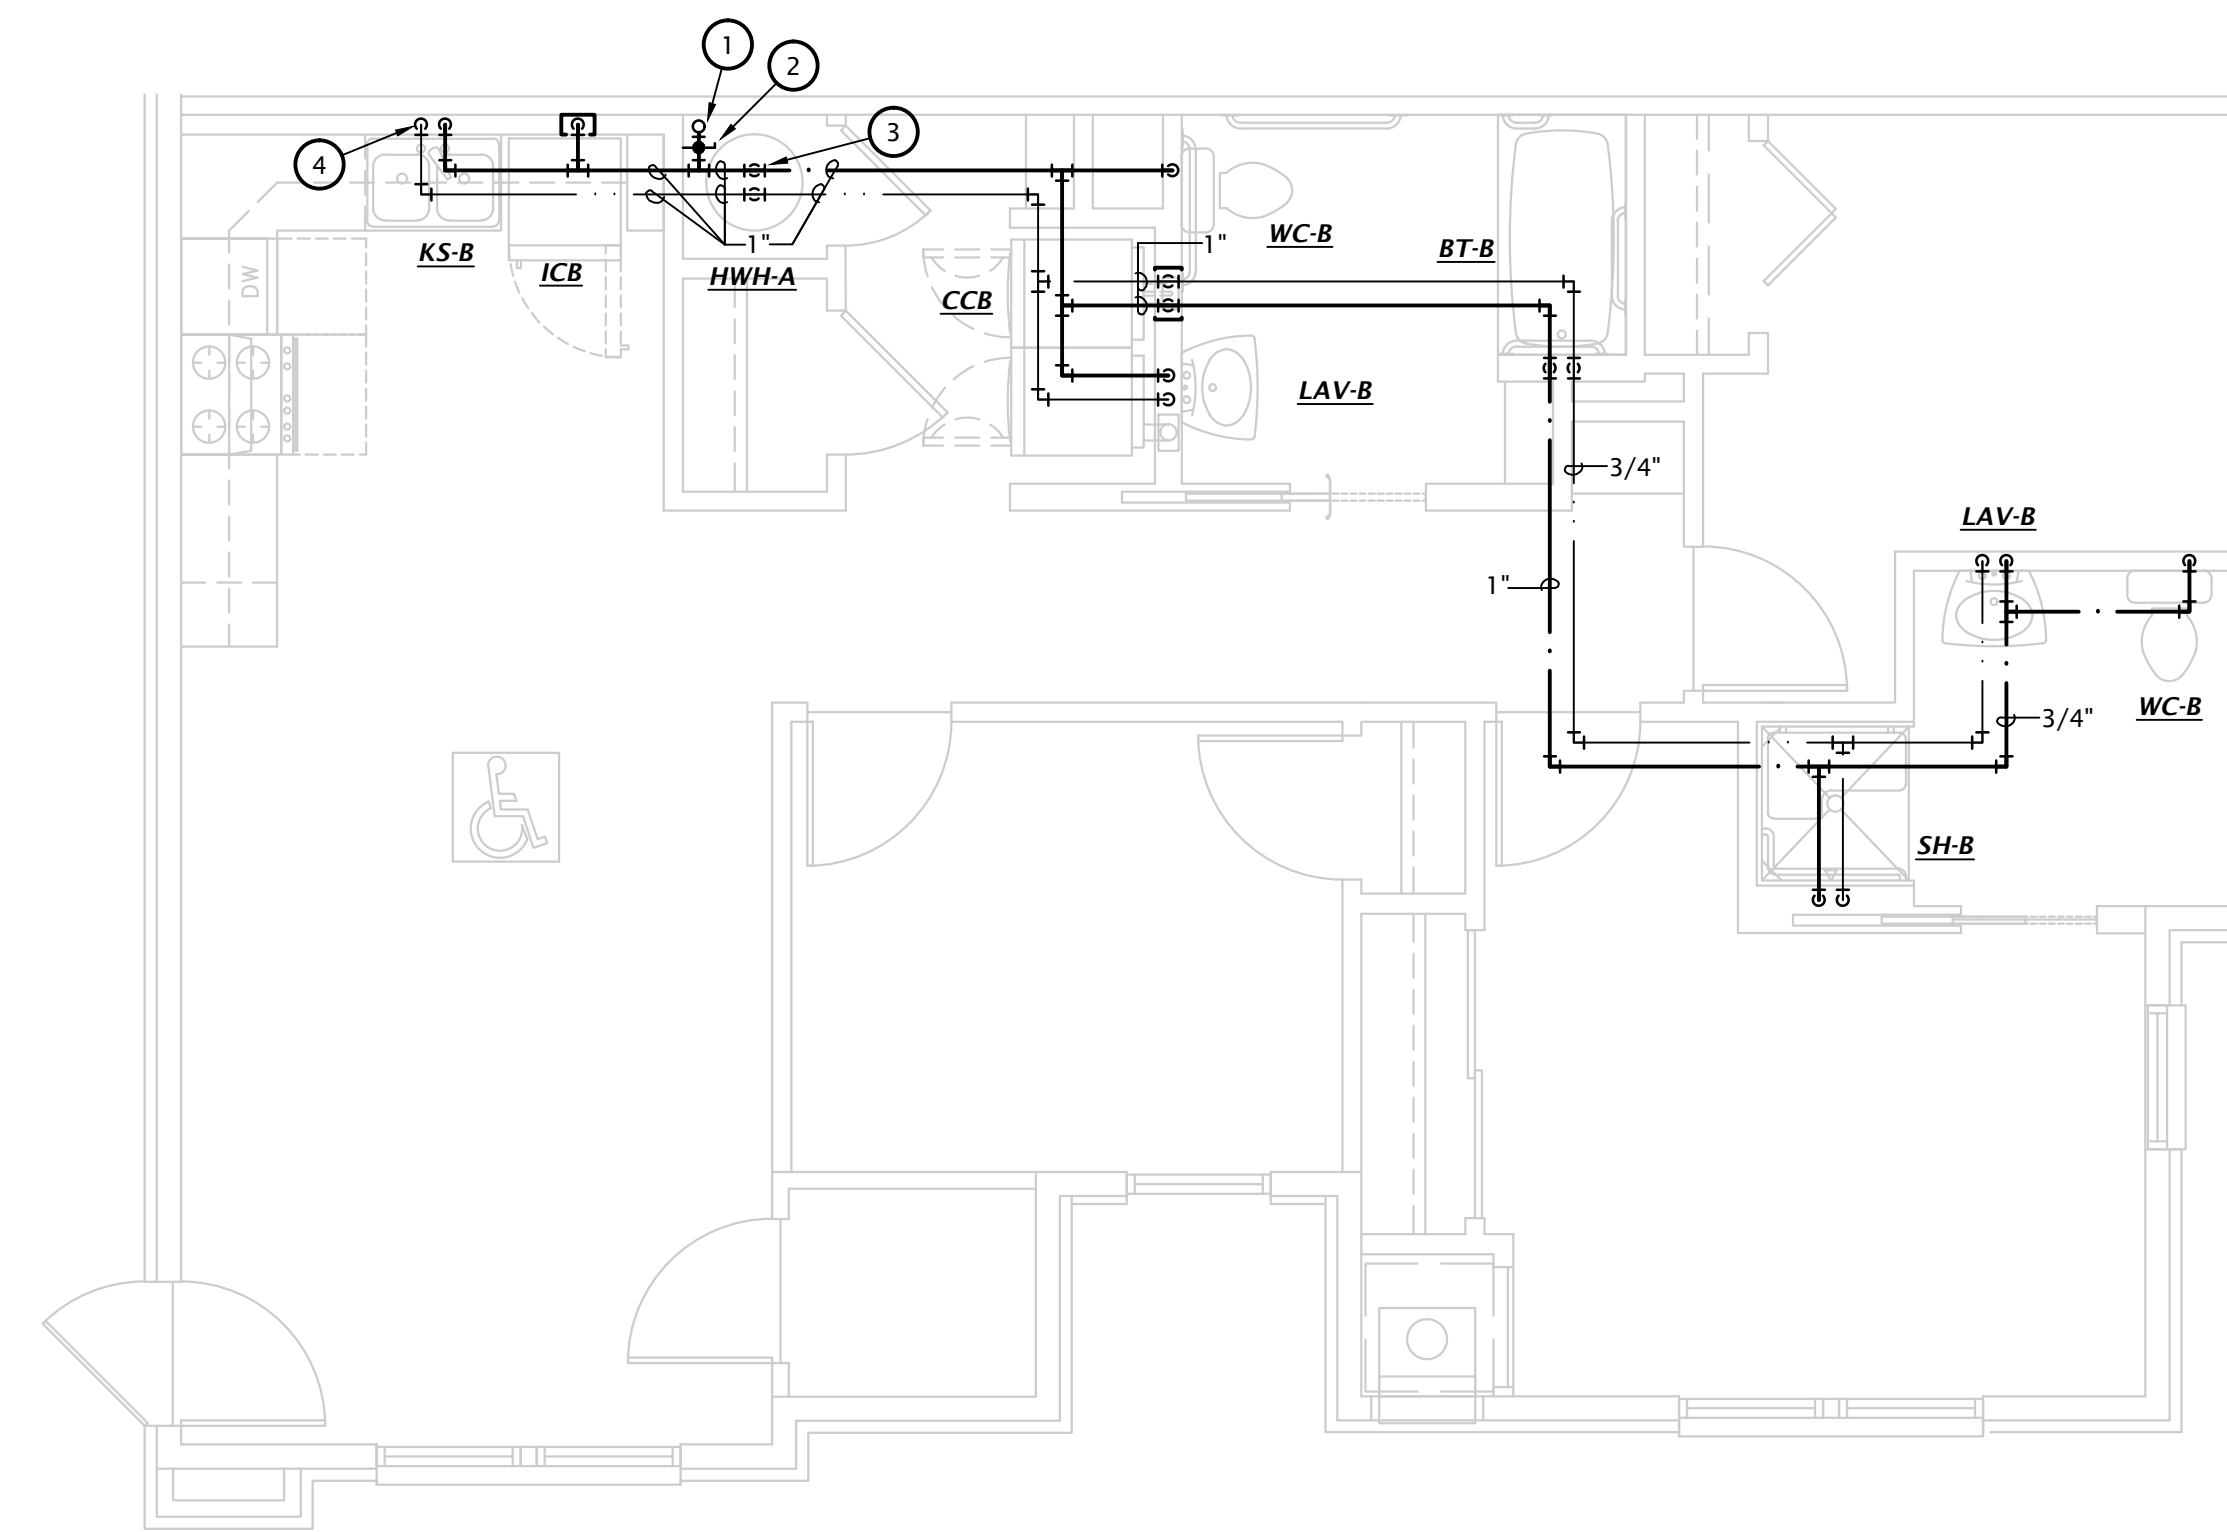 1
2
3
4
KS-B
ICB
1"
HWH-A
CCB
1"
WC-B
BT-B
DW
LAV-B
3/4"
LAV-B
1"
WC-B
3/4"
SH-B